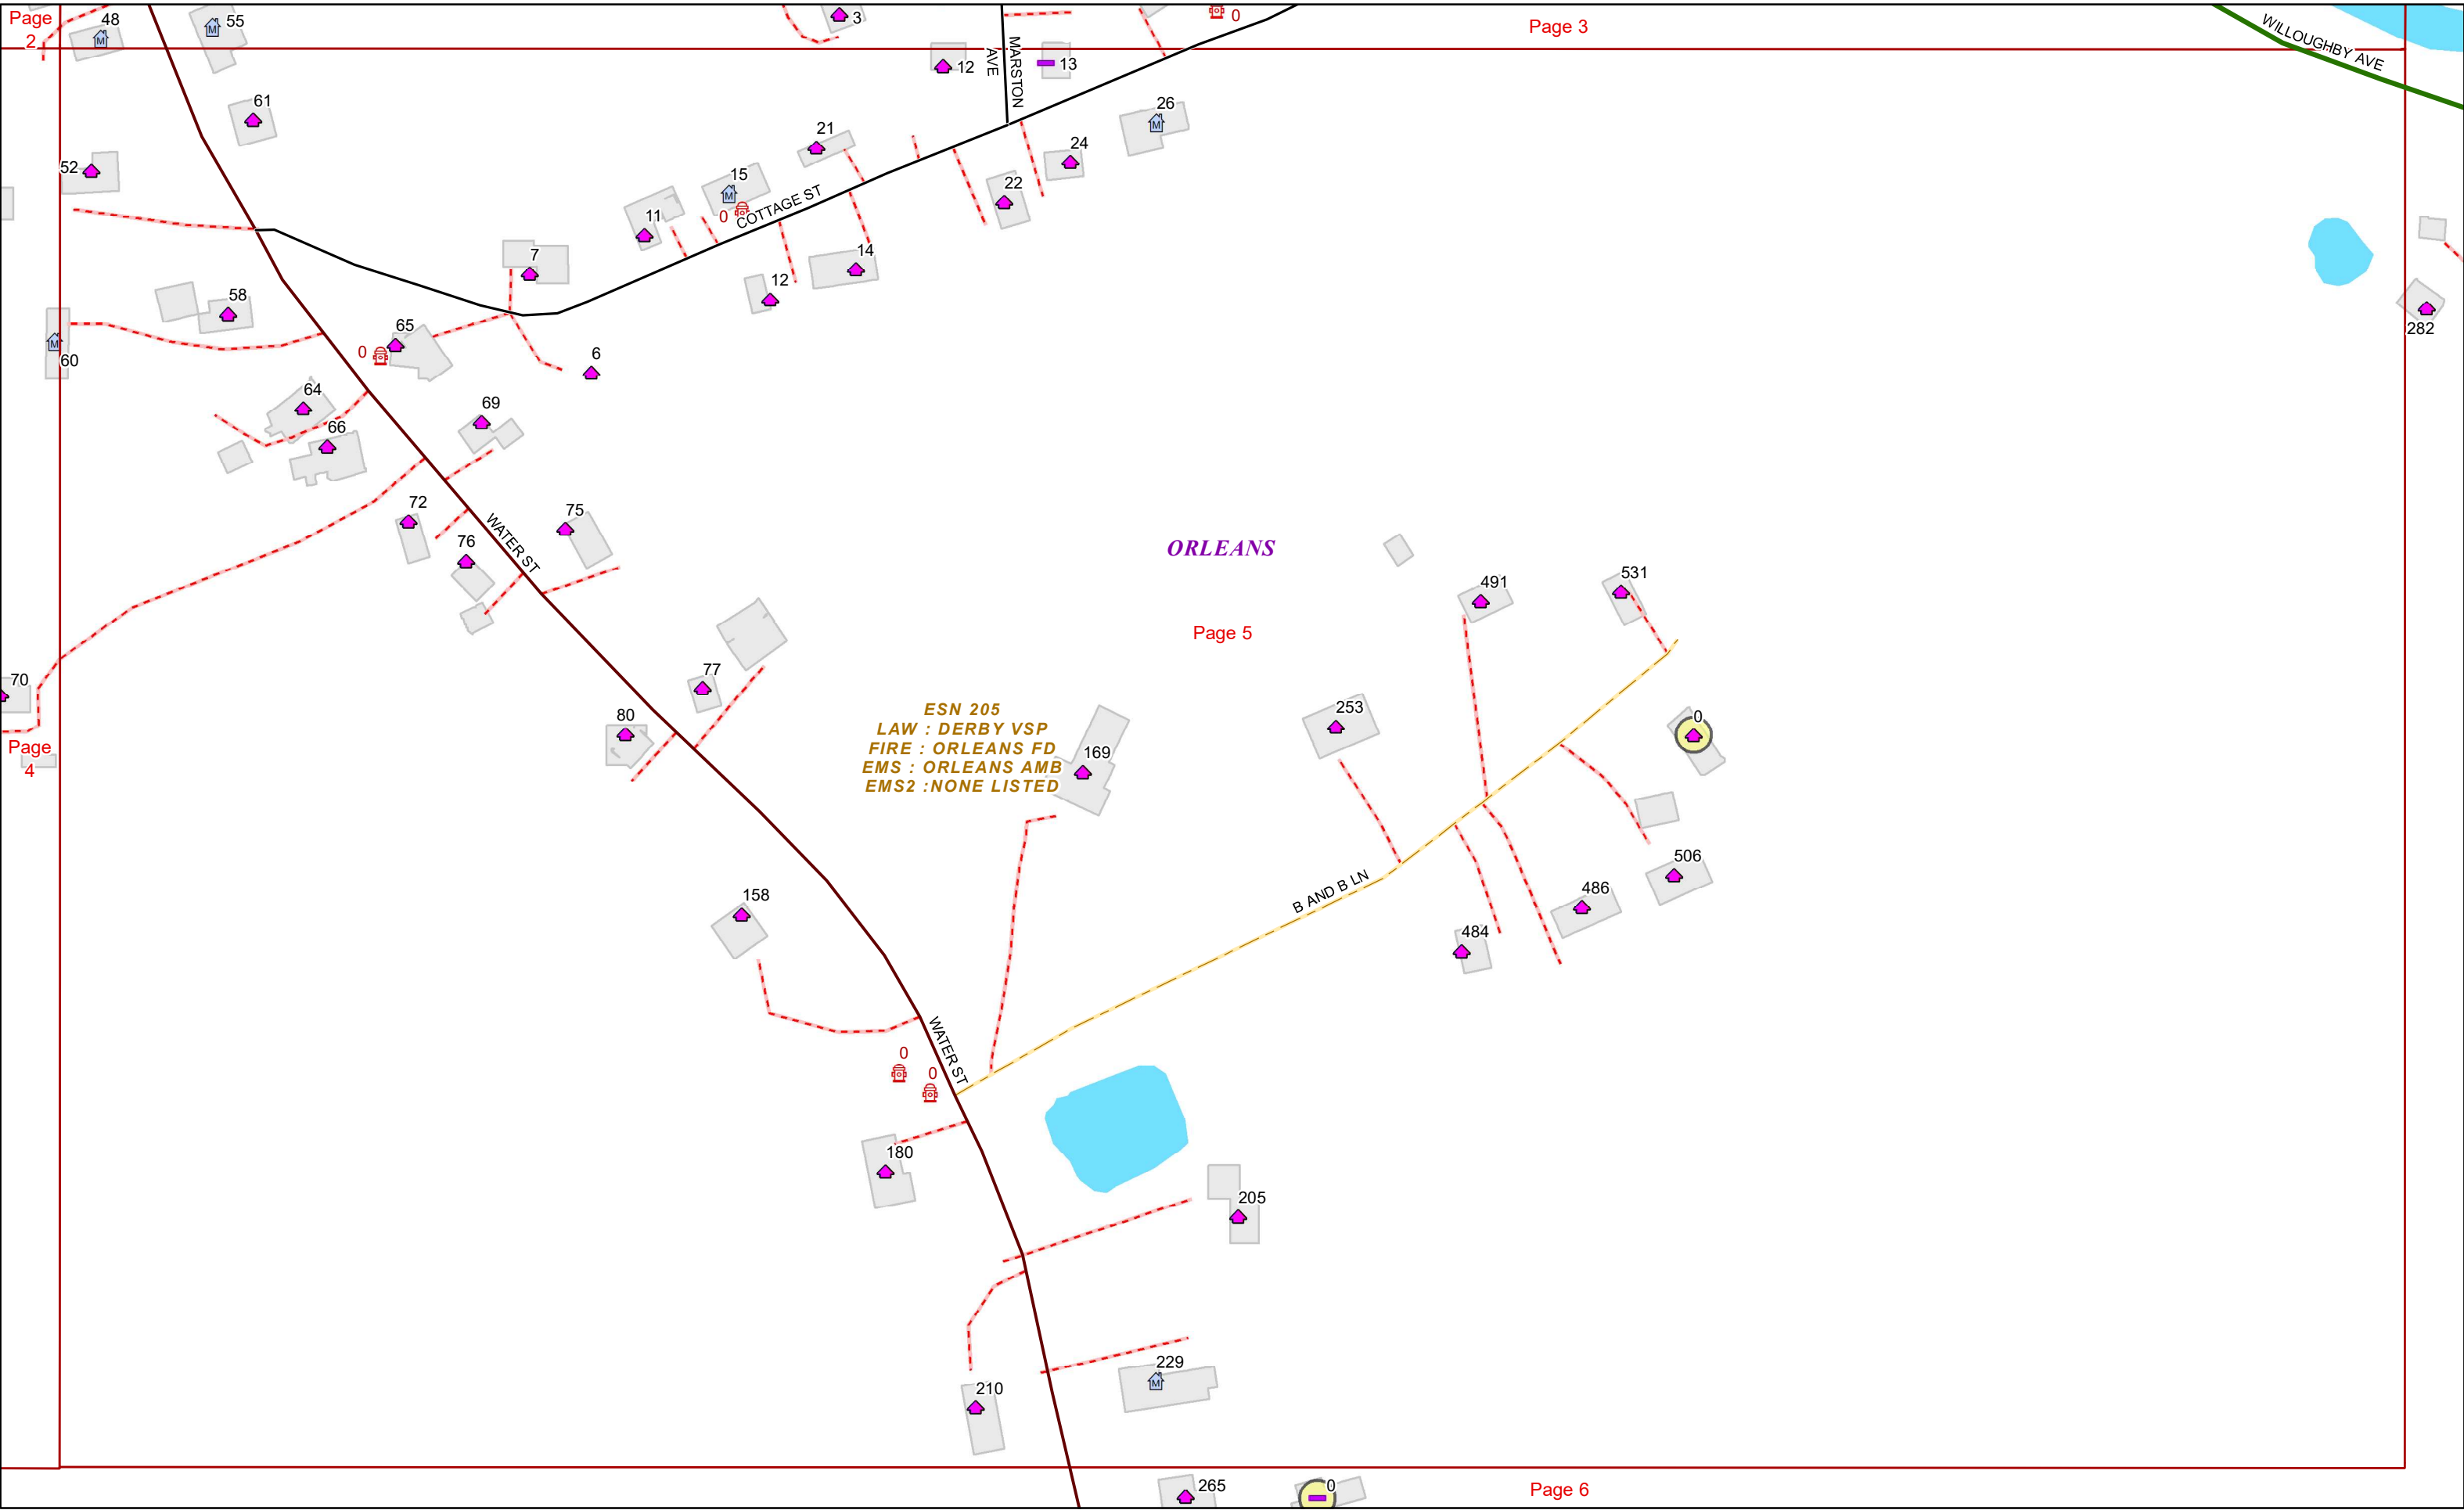 Page
2
48
55
3
0
Page 3
WILLOUGHBY AVE
12
MARSTON
AVE
13
61
26
21
24
52
15
22
0
COTTAGE ST
11
7
14
12
58
282
65
0
60
6
64
69
66
72
75
76
WATER ST
ORLEANS
491
531
Page 5
70
77
80
ESN 205
LAW : DERBY VSP
FIRE : ORLEANS FD
EMS : ORLEANS AMB
EMS2 :NONE LISTED
253
0
Page
4
169
506
486
B AND B LN
158
484
WATER ST
0
0
180
205
229
210
265
0
Page 6
M
M
M
M
M
M